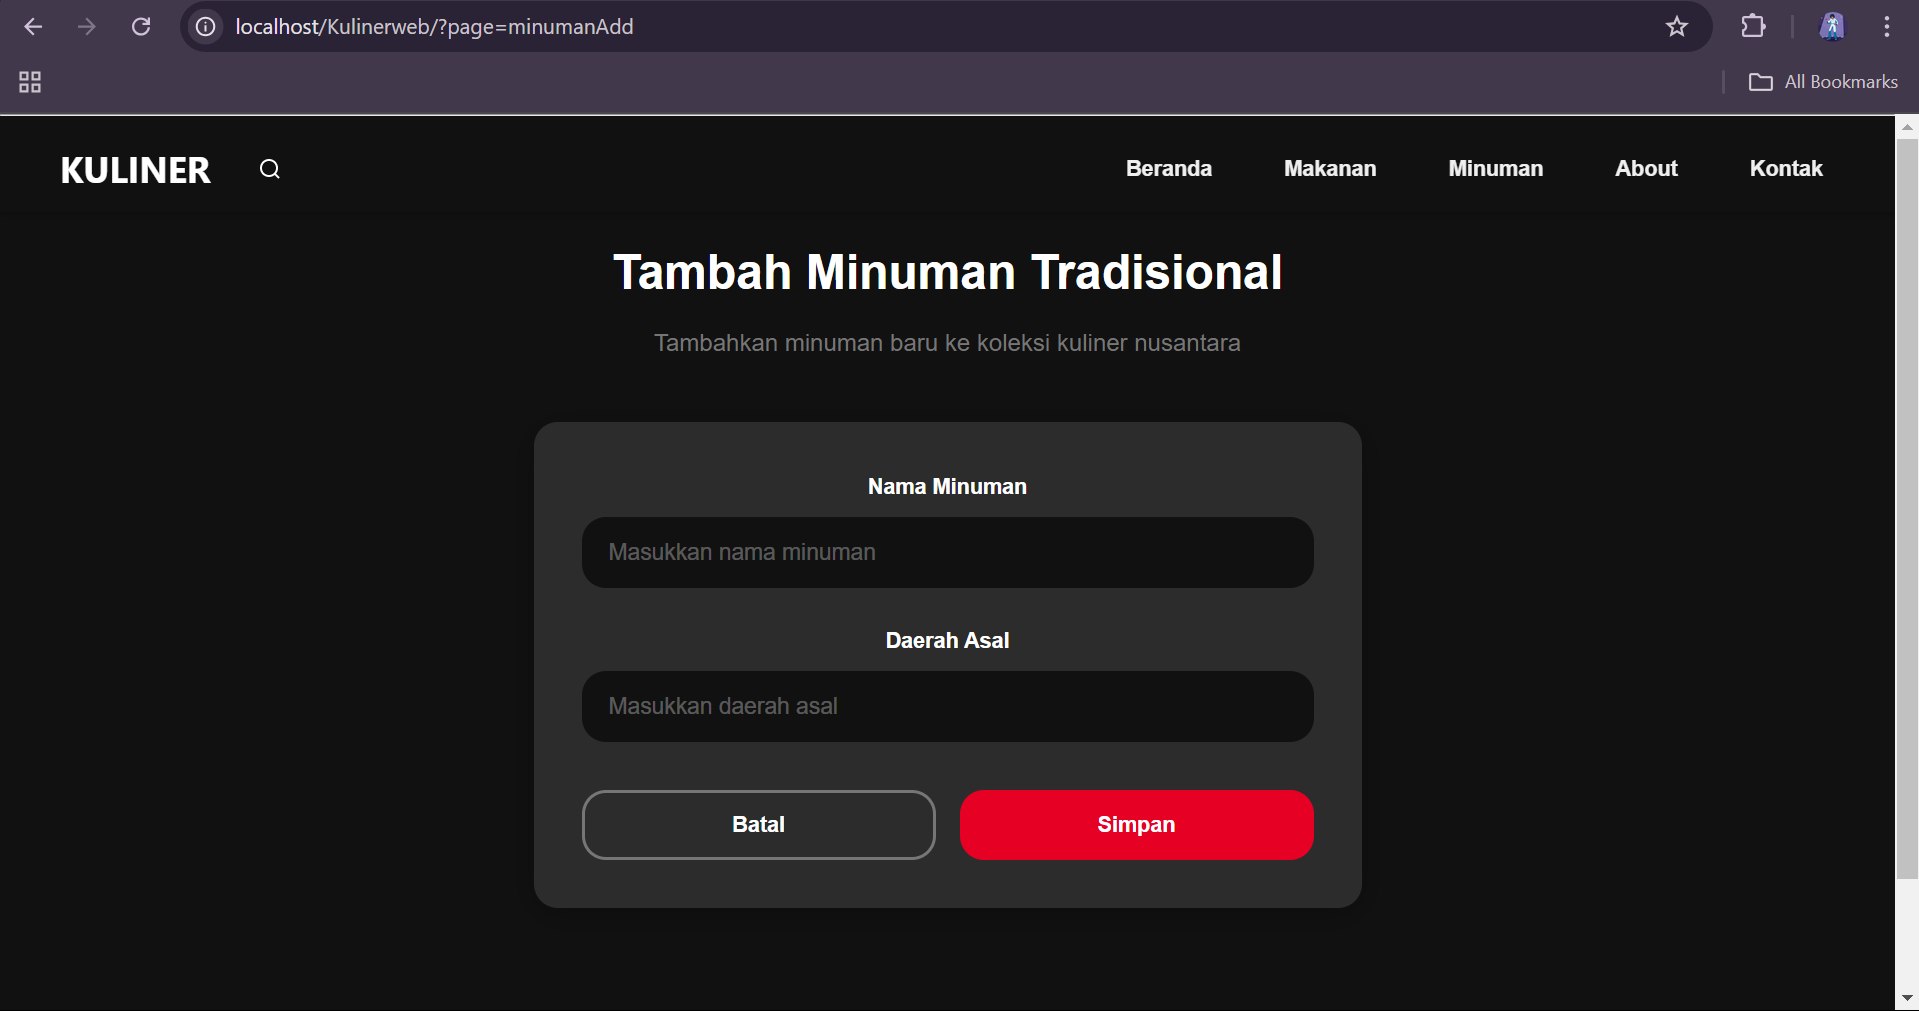 localhost/Kulinerweb/?page=minumanAdd
All Bookmarks
KULINER
Beranda
Makanan
Minuman
About
Kontak
Tambah Minuman Tradisional
Tambahkan minuman baru ke koleksi kuliner nusantara
Nama Minuman
Masukkan nama minuman
Daerah Asal
Masukkan daerah asal
Batal
Simpan